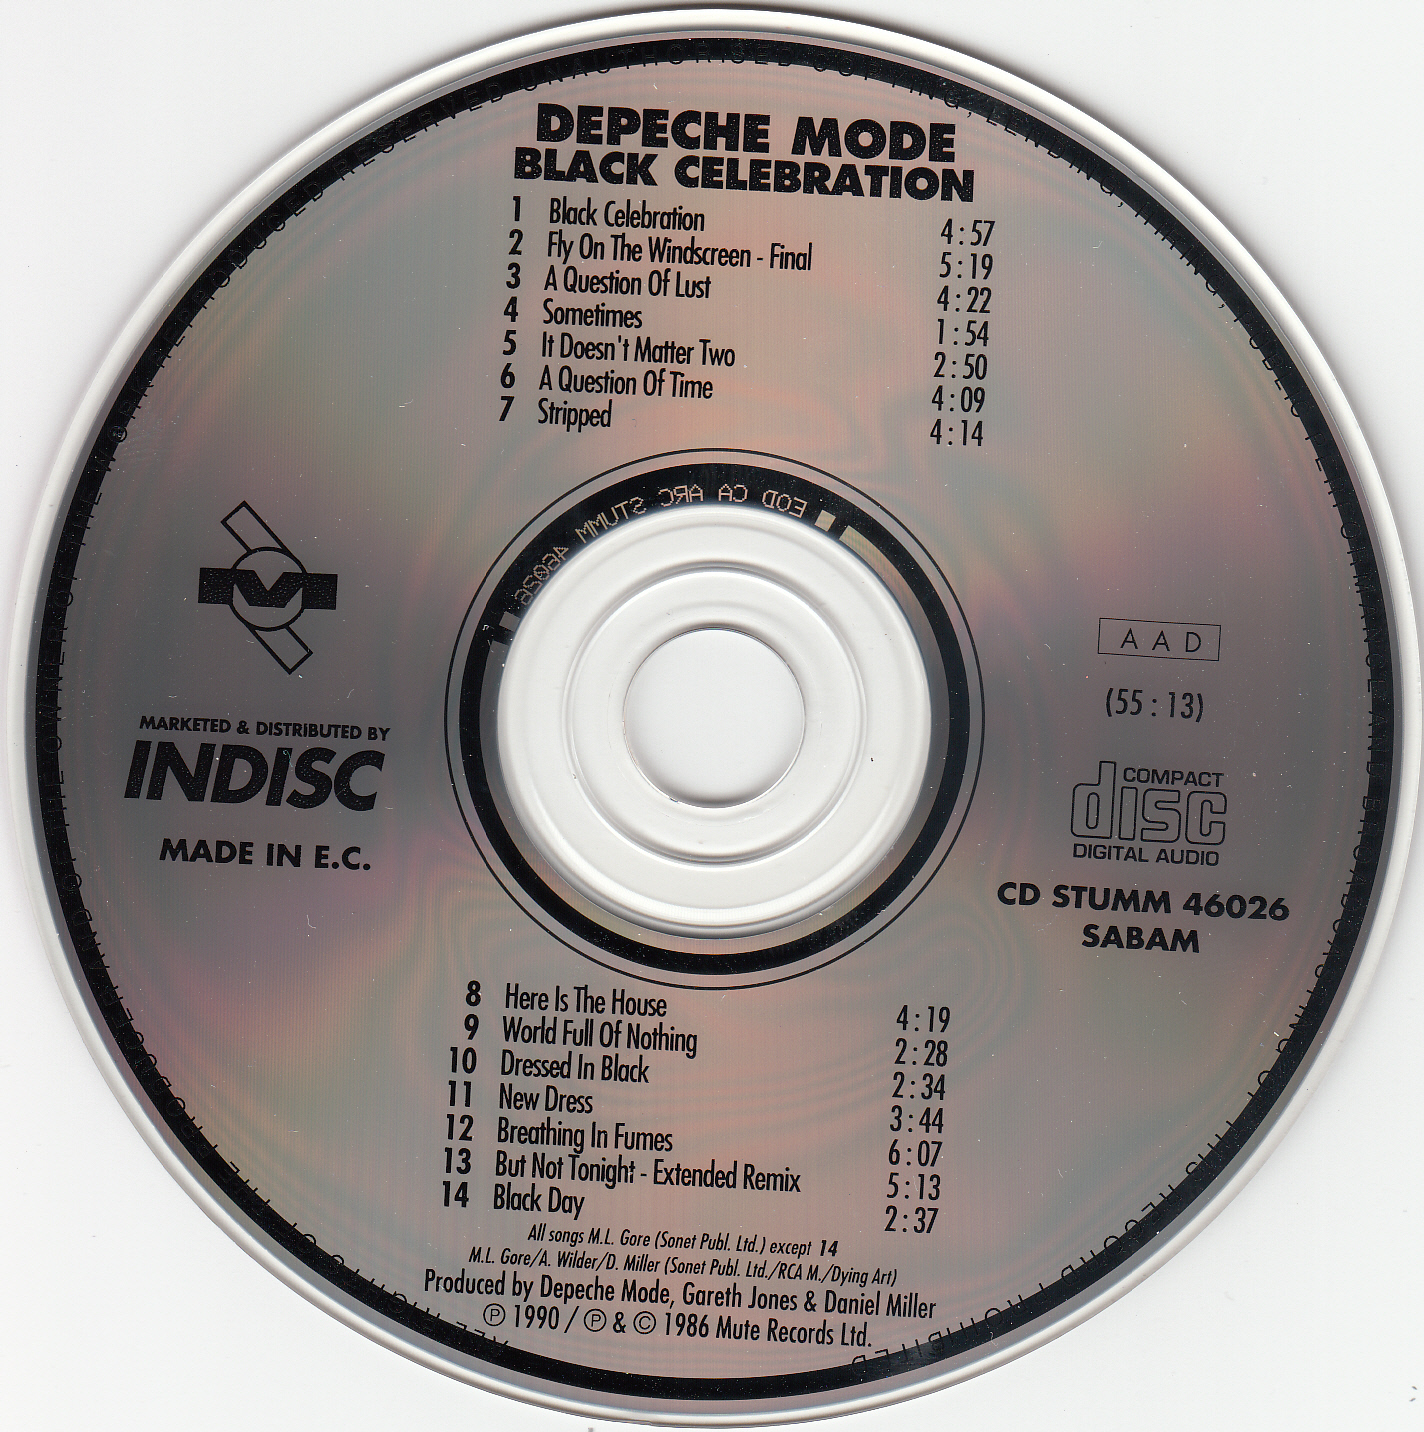 DEPECHE MODE
BLACK CELEBRATION
1 Black Celebration 4:57
2 Fly On The Windscreen - Final 5:19
3 A Question Of Lust 4:22
4 Sometimes 1:54
5 It Doesn't Matter Two 2:50
6 A Question Of Time 4:09
7 Stripped 4:14
MARKETED & DISTRIBUTED BY
INDISC
MADE IN E.C.
AAD
(55:13)
COMPACT
disc
DIGITAL AUDIO
CD STUMM 46026
SABAM
8 Here Is The House 4:19
9 World Full Of Nothing 2:28
10 Dressed In Black 2:34
11 New Dress 3:44
12 Breathing In Fumes 6:07
13 But Not Tonight - Extended Remix 5:13
14 Black Day 2:37
All songs M.L. Gore (Sonet Publ. Ltd.) except 14
M.L. Gore/A. Wilder/D. Miller (Sonet Publ. Ltd./RCA M./Dying Art)
Produced by Depeche Mode, Gareth Jones & Daniel Miller
℗ 1990 / ℗ & © 1986 Mute Records Ltd.
EOD CA ARC STUMM 46026